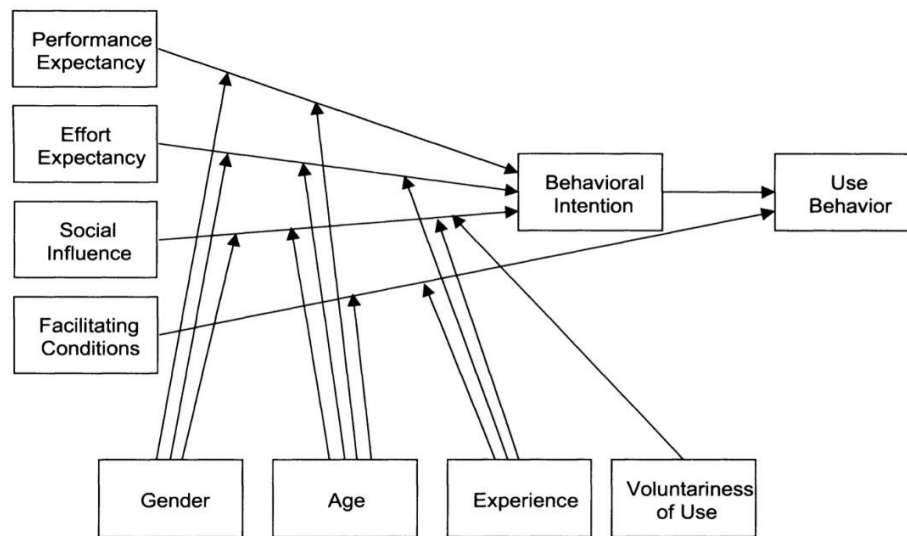 Performance
Expectancy
Effort
Expectancy
Social
Influence
Facilitating
Conditions
Behavioral
Intention
Use
Behavior
Gender
Age
Experience
Voluntariness
of Use